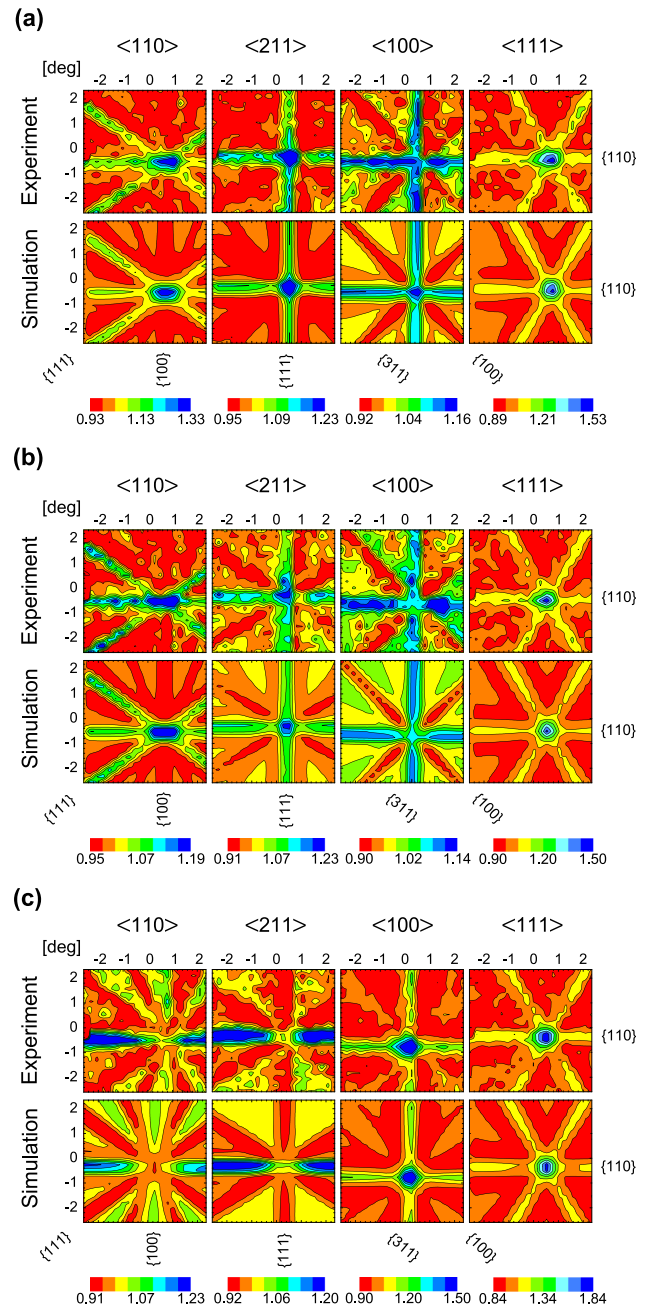 (a)
<110> <211> <100> <111>
[deg] -2 -1 0 1 2 -2 -1 0 1 2 -2 -1 0 1 2 -2 -1 0 1 2
Experiment 2 1 0 -1 -2 {110}
Simulation 2 1 0 -1 -2 {110}
{111} {100} {111} {311} {100}
0.93 1.13 1.33 0.95 1.09 1.23 0.92 1.04 1.16 0.89 1.21 1.53
(b)
<110> <211> <100> <111>
[deg] -2 -1 0 1 2 -2 -1 0 1 2 -2 -1 0 1 2 -2 -1 0 1 2
Experiment 2 1 0 -1 -2 {110}
Simulation 2 1 0 -1 -2 {110}
{111} {100} {111} {311} {100}
0.95 1.07 1.19 0.91 1.07 1.23 0.90 1.02 1.14 0.90 1.20 1.50
(c)
<110> <211> <100> <111>
[deg] -2 -1 0 1 2 -2 -1 0 1 2 -2 -1 0 1 2 -2 -1 0 1 2
Experiment 2 1 0 -1 -2 {110}
Simulation 2 1 0 -1 -2 {110}
{111} {100} {111} {311} {100}
0.91 1.07 1.23 0.92 1.06 1.20 0.90 1.20 1.50 0.84 1.34 1.84